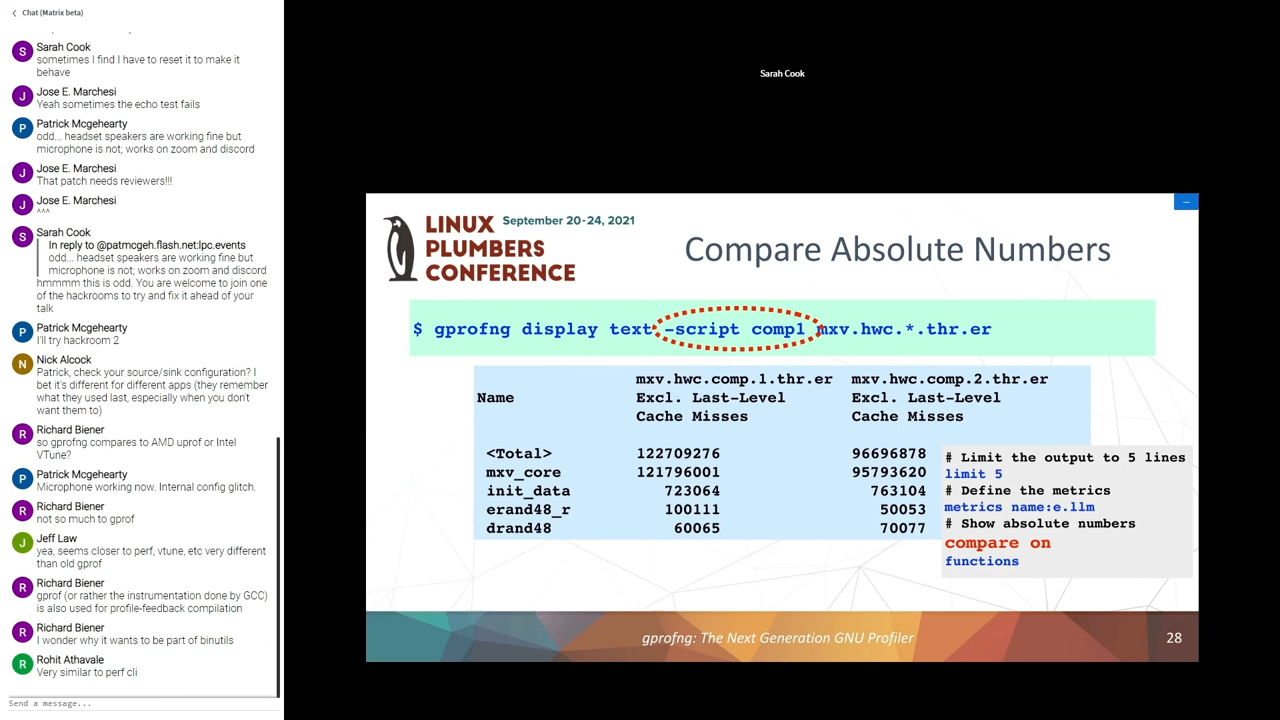 Chat (Matrix beta)
Sarah Cook
sometimes I find I have to reset it to make it
behave
Jose E. Marchesi
Yeah sometimes the echo test fails
Patrick Mcgehearty
odd... headset speakers are working fine but
microphone is not; works on zoom and discord
Jose E. Marchesi
That patch needs reviewers!!!
Jose E. Marchesi
^^^
Sarah Cook
In reply to @patmcgeh.flash.net:lpc.events
odd... headset speakers are working fine but
microphone is not; works on zoom and discord
hmmmm this is odd. You are welcome to join one
of the hackrooms to try and fix it ahead of your
talk
Patrick Mcgehearty
I'll try hackroom 2
Nick Alcock
Patrick, check your source/sink configuration? I
bet it's different for different apps (they remember
what they used last, especially when you don't
want them to)
Richard Biener
so gprofng compares to AMD uprof or Intel
VTune?
Patrick Mcgehearty
Microphone working now. Internal config glitch.
Richard Biener
not so much to gprof
Jeff Law
yea, seems closer to perf, vtune, etc very different
than old gprof
Richard Biener
gprof (or rather the instrumentation done by GCC)
is also used for profile-feedback compilation
Richard Biener
I wonder why it wants to be part of binutils
Rohit Athavale
Very similar to perf cli
Send a message...
Sarah Cook
LINUX PLUMBERS CONFERENCE
September 20-24, 2021
Compare Absolute Numbers
$ gprofng display text -script comp1 mxv.hwc.*.thr.er
mxv.hwc.comp.1.thr.er mxv.hwc.comp.2.thr.er
Name Excl. Last-Level Excl. Last-Level
Cache Misses Cache Misses
<Total> 122709276 96696878
mxv_core 121796001 95793620
init_data 723064 763104
erand48_r 100111 50053
drand48 60065 70077
# Limit the output to 5 lines
limit 5
# Define the metrics
metrics name:e.llm
# Show absolute numbers
compare on
functions
gprofng: The Next Generation GNU Profiler
28